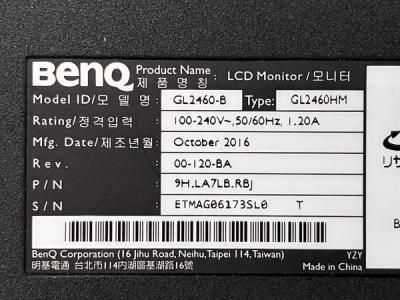 BenQ Product Name : LCD Monitor/모니터
제 품 명 칭 :
Model ID/모 델 명 : GL2460-B Type: GL2460HM
Rating/정격입력 : 100-240V~,50/60Hz, 1.20A
Mfg. Date/제조년월: October 2016
Rev. 00-120-BA
P/N 9H.LA7LB.RBJ
S/N ETMAG06173SL0 T
BenQ Corporation (16 Jihu Road, Neihu,Taipei 114,Taiwan) YZY
明基電通 台北市114內湖區基湖路16號 Made in China
リサ
B